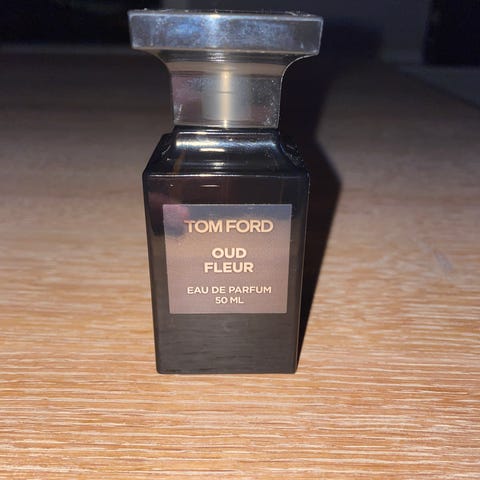 TOM FORD
OUD
FLEUR
EAU DE PARFUM
50 ML